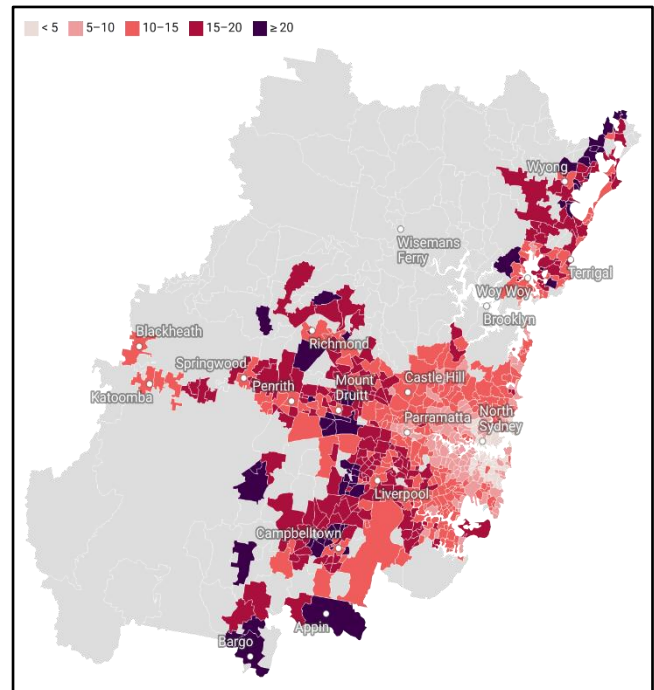 < 5 5–10 10–15 15–20 ≥ 20
Wyong
Wisemans
Ferry
Terrigal
Woy Woy
Brooklyn
Blackheath
Richmond
Springwood
Mount
Druitt
Castle Hill
Katoomba
Penrith
Parramatta
North
Sydney
Liverpool
Campbelltown
Appin
Bargo